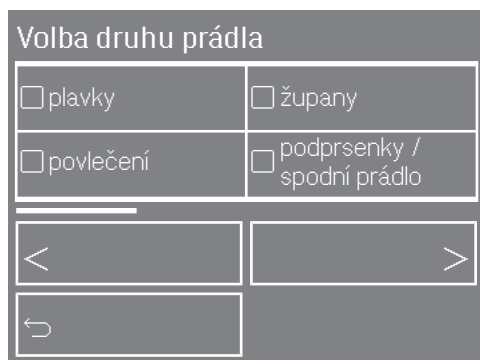 Volba druhu prádla
plavky
župany
povlečení
podprsenky /
spodní prádlo
<
>